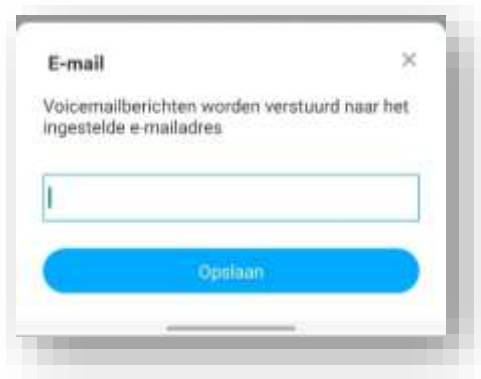 E-mail
Voicemailberichten worden verstuurd naar het
ingestelde e-mailadres
Opslaan